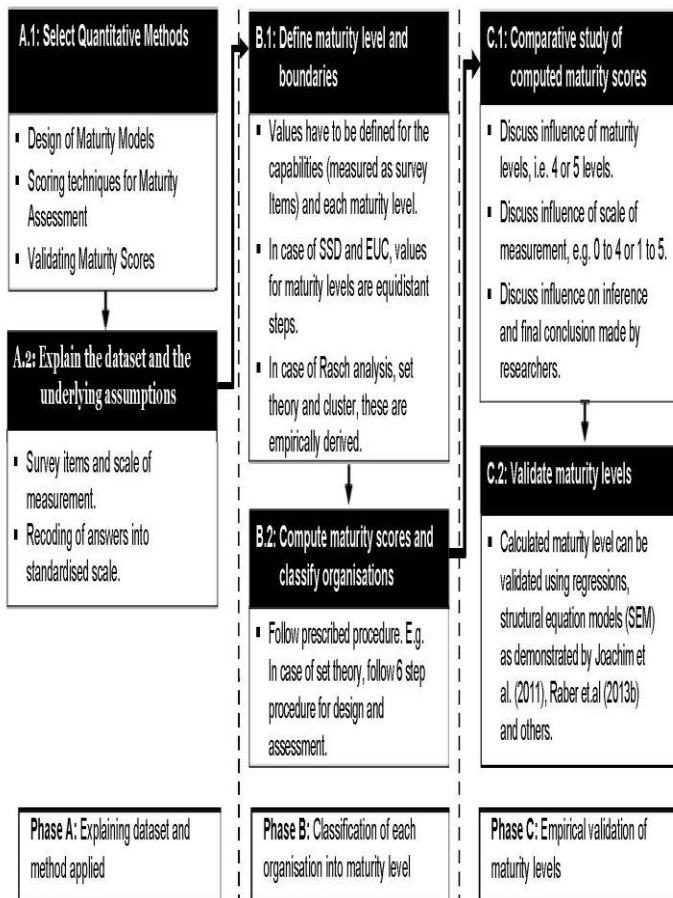 A.1: Select Quantitative Methods
▪ Design of Maturity Models
▪ Scoring techniques for Maturity
Assessment
▪ Validating Maturity Scores
A.2: Explain the dataset and the
underlying assumptions
▪ Survey items and scale of
measurement.
▪ Recoding of answers into
standardised scale.
Phase A: Explaining dataset and
method applied
B.1: Define maturity level and
boundaries
▪ Values have to be defined for the
capabilities (measured as survey
Items) and each maturity level.
▪ In case of SSD and EUC, values
for maturity levels are equidistant
steps.
▪ In case of Rasch analysis, set
theory and cluster, these are
empirically derived.
B.2: Compute maturity scores and
classify organisations
▪ Follow prescribed procedure. E.g.
In case of set theory, follow 6 step
procedure for design and
assessment.
Phase B: Classification of each
organisation into maturity level
C.1: Comparative study of
computed maturity scores
▪ Discuss influence of maturity
levels, i.e. 4 or 5 levels.
▪ Discuss influence of scale of
measurement, e.g. 0 to 4 or 1 to 5.
▪ Discuss influence on inference
and final conclusion made by
researchers.
C.2: Validate maturity levels
▪ Calculated maturity level can be
validated using regressions,
structural equation models (SEM)
as demonstrated by Joachim et
al. (2011), Raber et.al (2013b)
and others.
Phase C: Empirical validation of
maturity levels